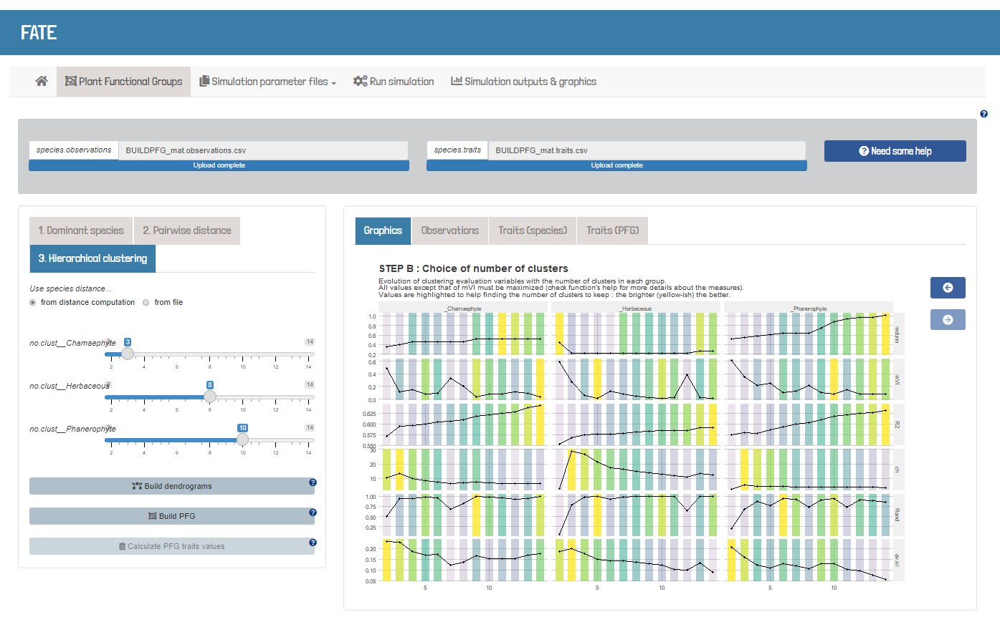 FATE
Plant Functional Groups Simulation parameter files Run simulation Simulation outputs & graphics
species.observations BUILDPFG_mat.observations.csv
Upload complete
species.traits BUILDPFG_mat.traits.csv
Upload complete
Need some help
1. Dominant species 2. Pairwise distance
3. Hierarchical clustering
Use species distance...
from distance computation from file
no.clust__Chamaephyte 3 14
2 4 6 8 10 12 14
no.clust__Herbaceous 8 14
2 4 6 8 10 12 14
no.clust__Phanerophyte 10 14
2 4 6 8 10 12 14
Build dendrograms
Build PFG
Calculate PFG traits values
Graphics Observations Traits (species) Traits (PFG)
STEP B : Choice of number of clusters
Evolution of clustering evaluation variables with the number of clusters in each group.
All values except that of mVI must be maximized (check function's help for more details about the measures).
Values are highlighted to help finding the number of clusters to keep : the brighter (yellow-ish) the better.
_Chamaephyte _Herbaceous _Phanerophyte
1.0
0.8
0.6
0.4
0.2
mdunn
0.6
0.4
0.2
0.0
mVI
0.625
0.600
0.575
0.550
R2
30
20
10
ch
1.00
0.75
0.50
0.25
Rand
0.20
0.15
0.10
0.05
av.sil
5 10 5 10 5 10